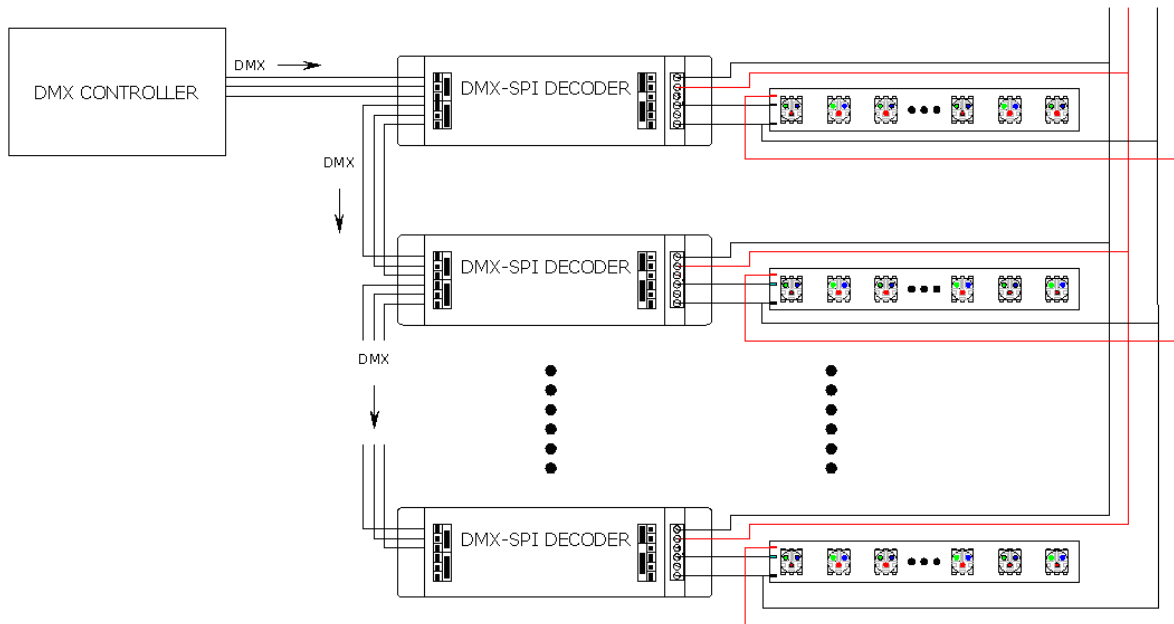 DMX
DMX CONTROLLER
DMX-SPI DECODER
DMX
DMX-SPI DECODER
DMX
DMX-SPI DECODER